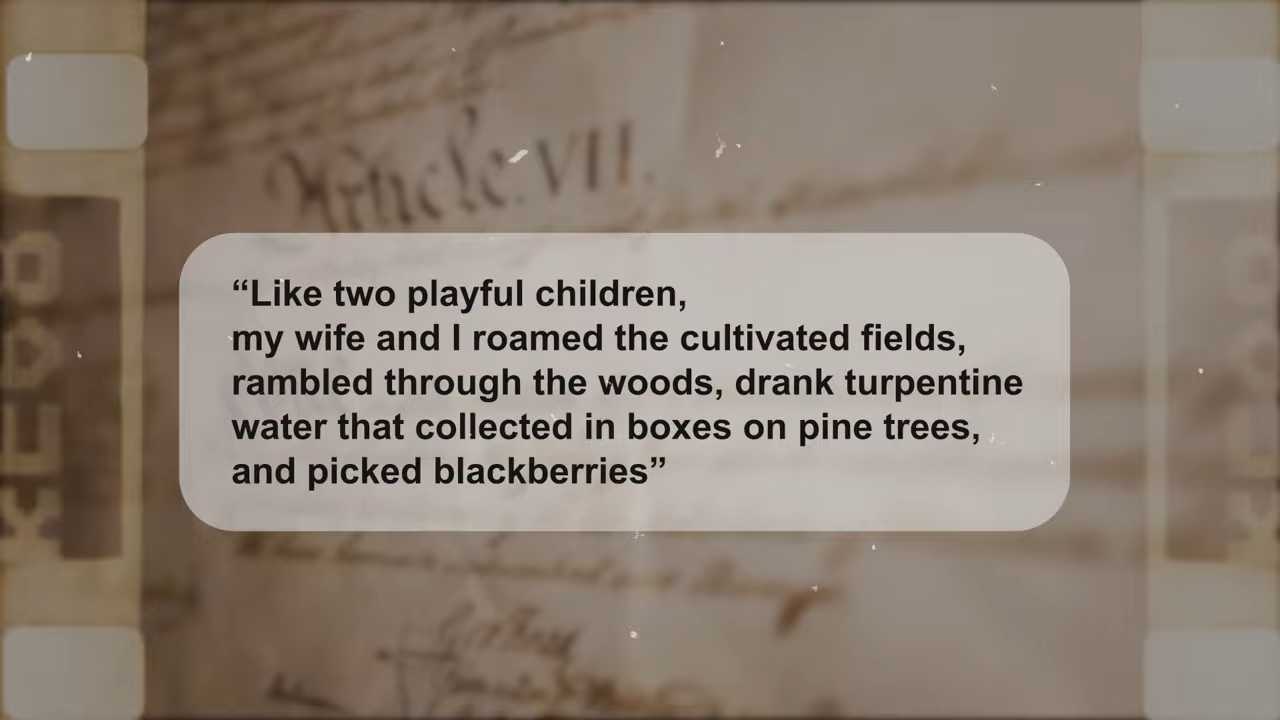 Article. VII.
“Like two playful children,
my wife and I roamed the cultivated fields,
rambled through the woods, drank turpentine
water that collected in boxes on pine trees,
and picked blackberries”